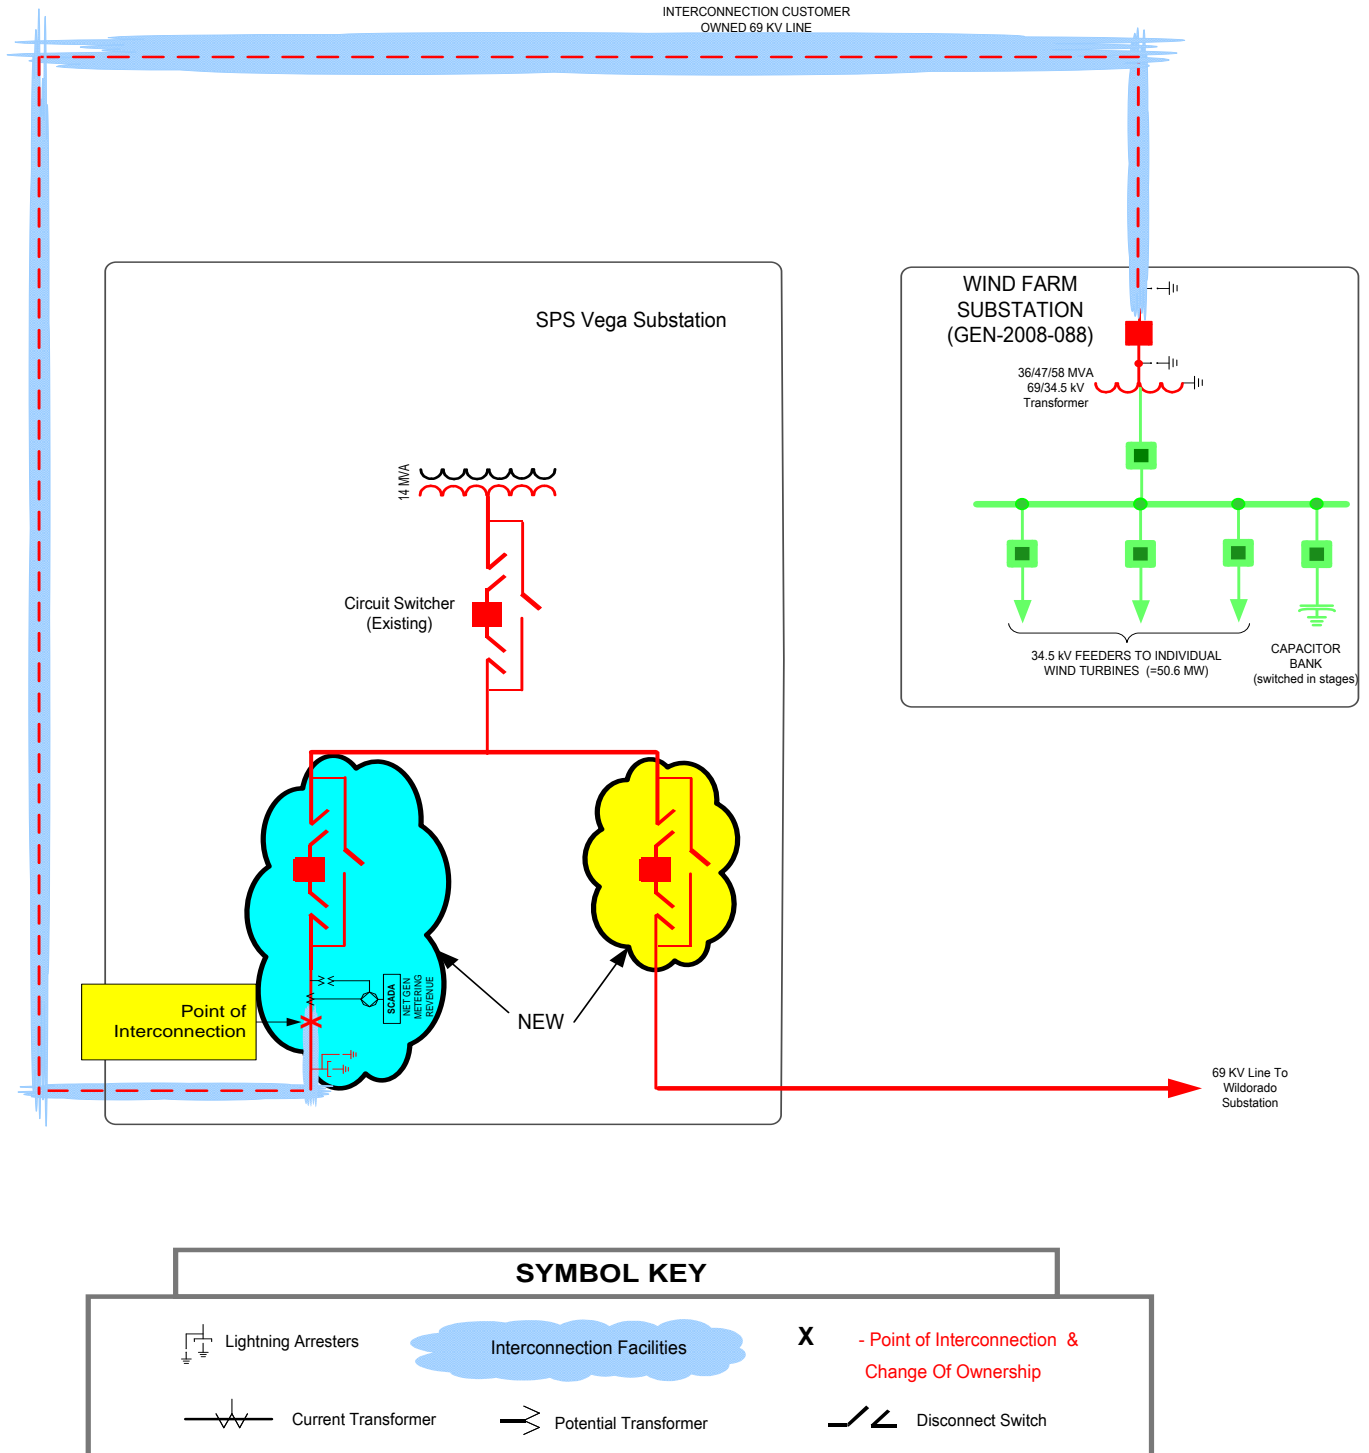 INTERCONNECTION CUSTOMER
OWNED 69 KV LINE
SPS Vega Substation
WIND FARM
SUBSTATION
(GEN-2008-088)
36/47/58 MVA
69/34.5 kV
Transformer
14 MVA
Circuit Switcher
(Existing)
34.5 kV FEEDERS TO INDIVIDUAL
WIND TURBINES (=50.6 MW)
CAPACITOR
BANK
(switched in stages)
SCADA
NET GEN
METERING
REVENUE
Point of
Interconnection
NEW
69 KV Line To
Wildorado
Substation
SYMBOL KEY
Lightning Arresters
Interconnection Facilities
X
- Point of Interconnection &
Change Of Ownership
Current Transformer
Potential Transformer
Disconnect Switch